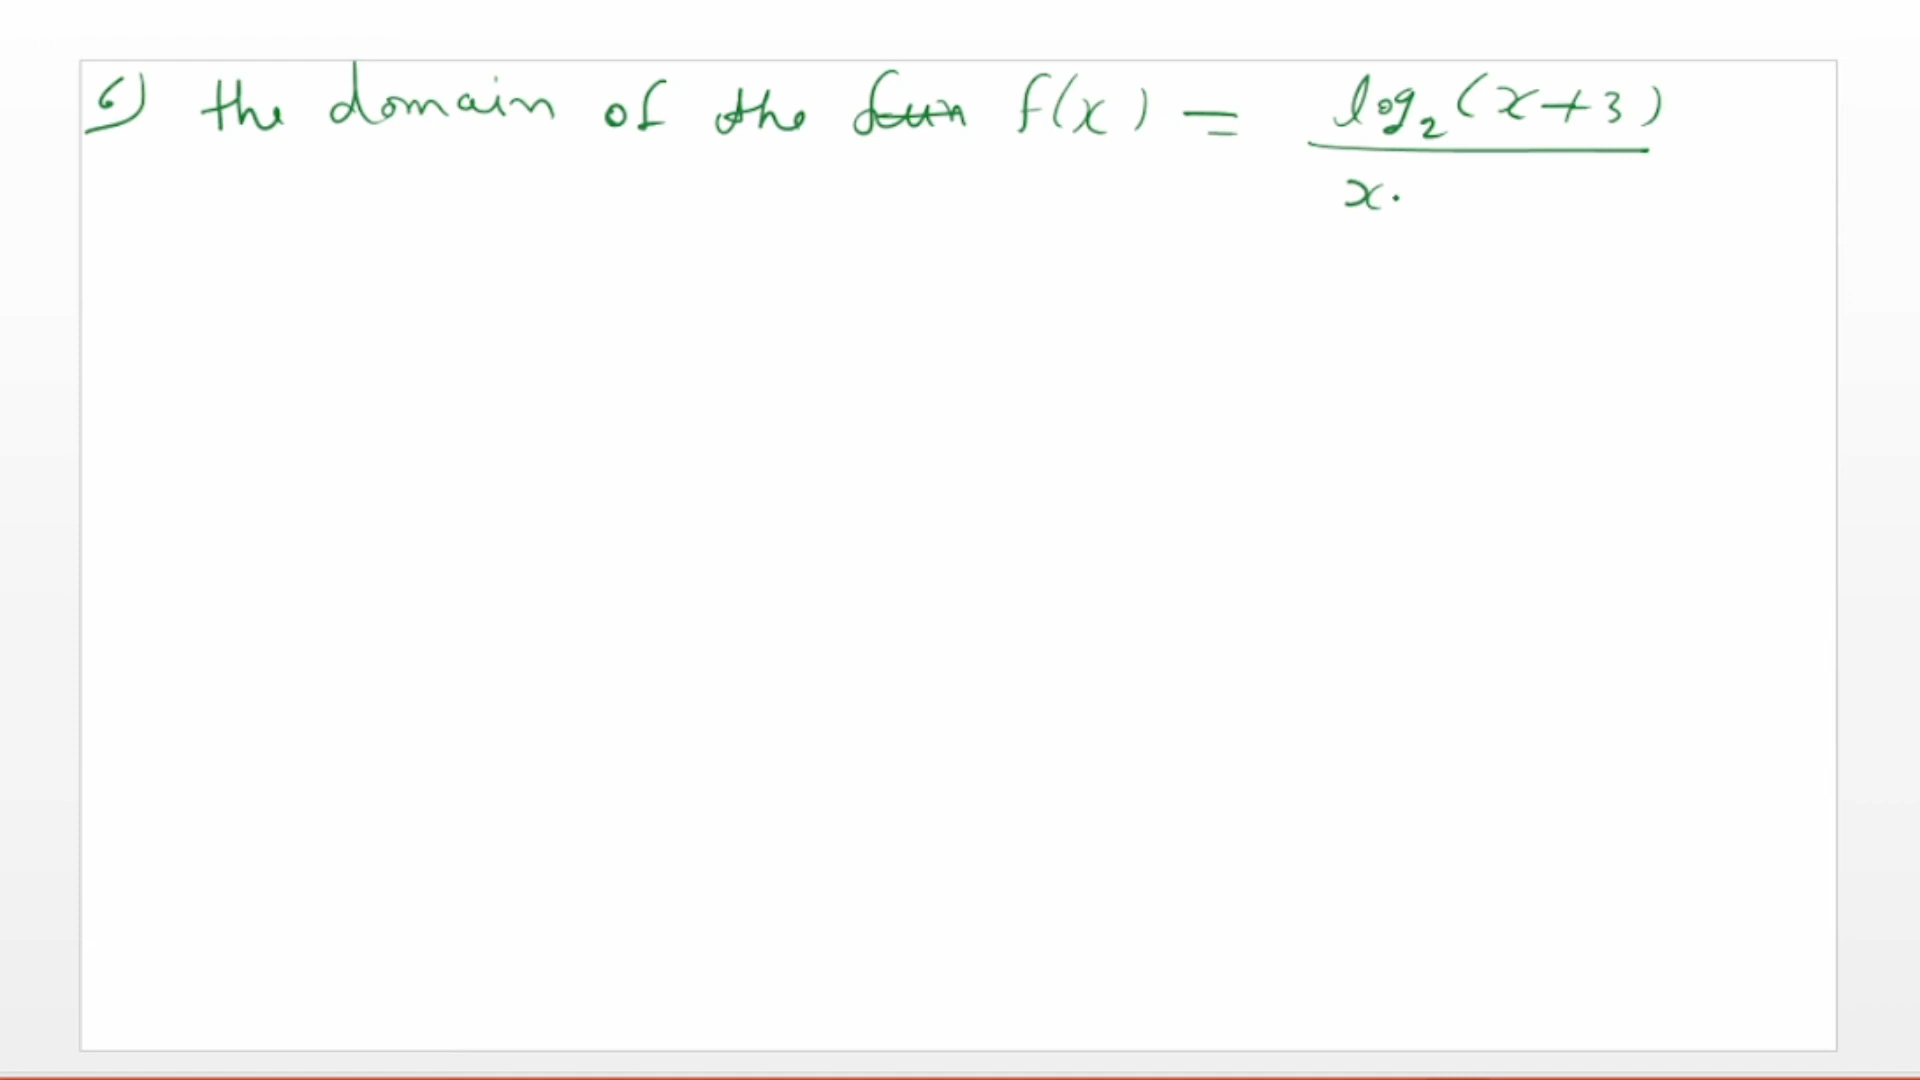 6) the domain of the fun f(x) = log₂(x+3)
x.